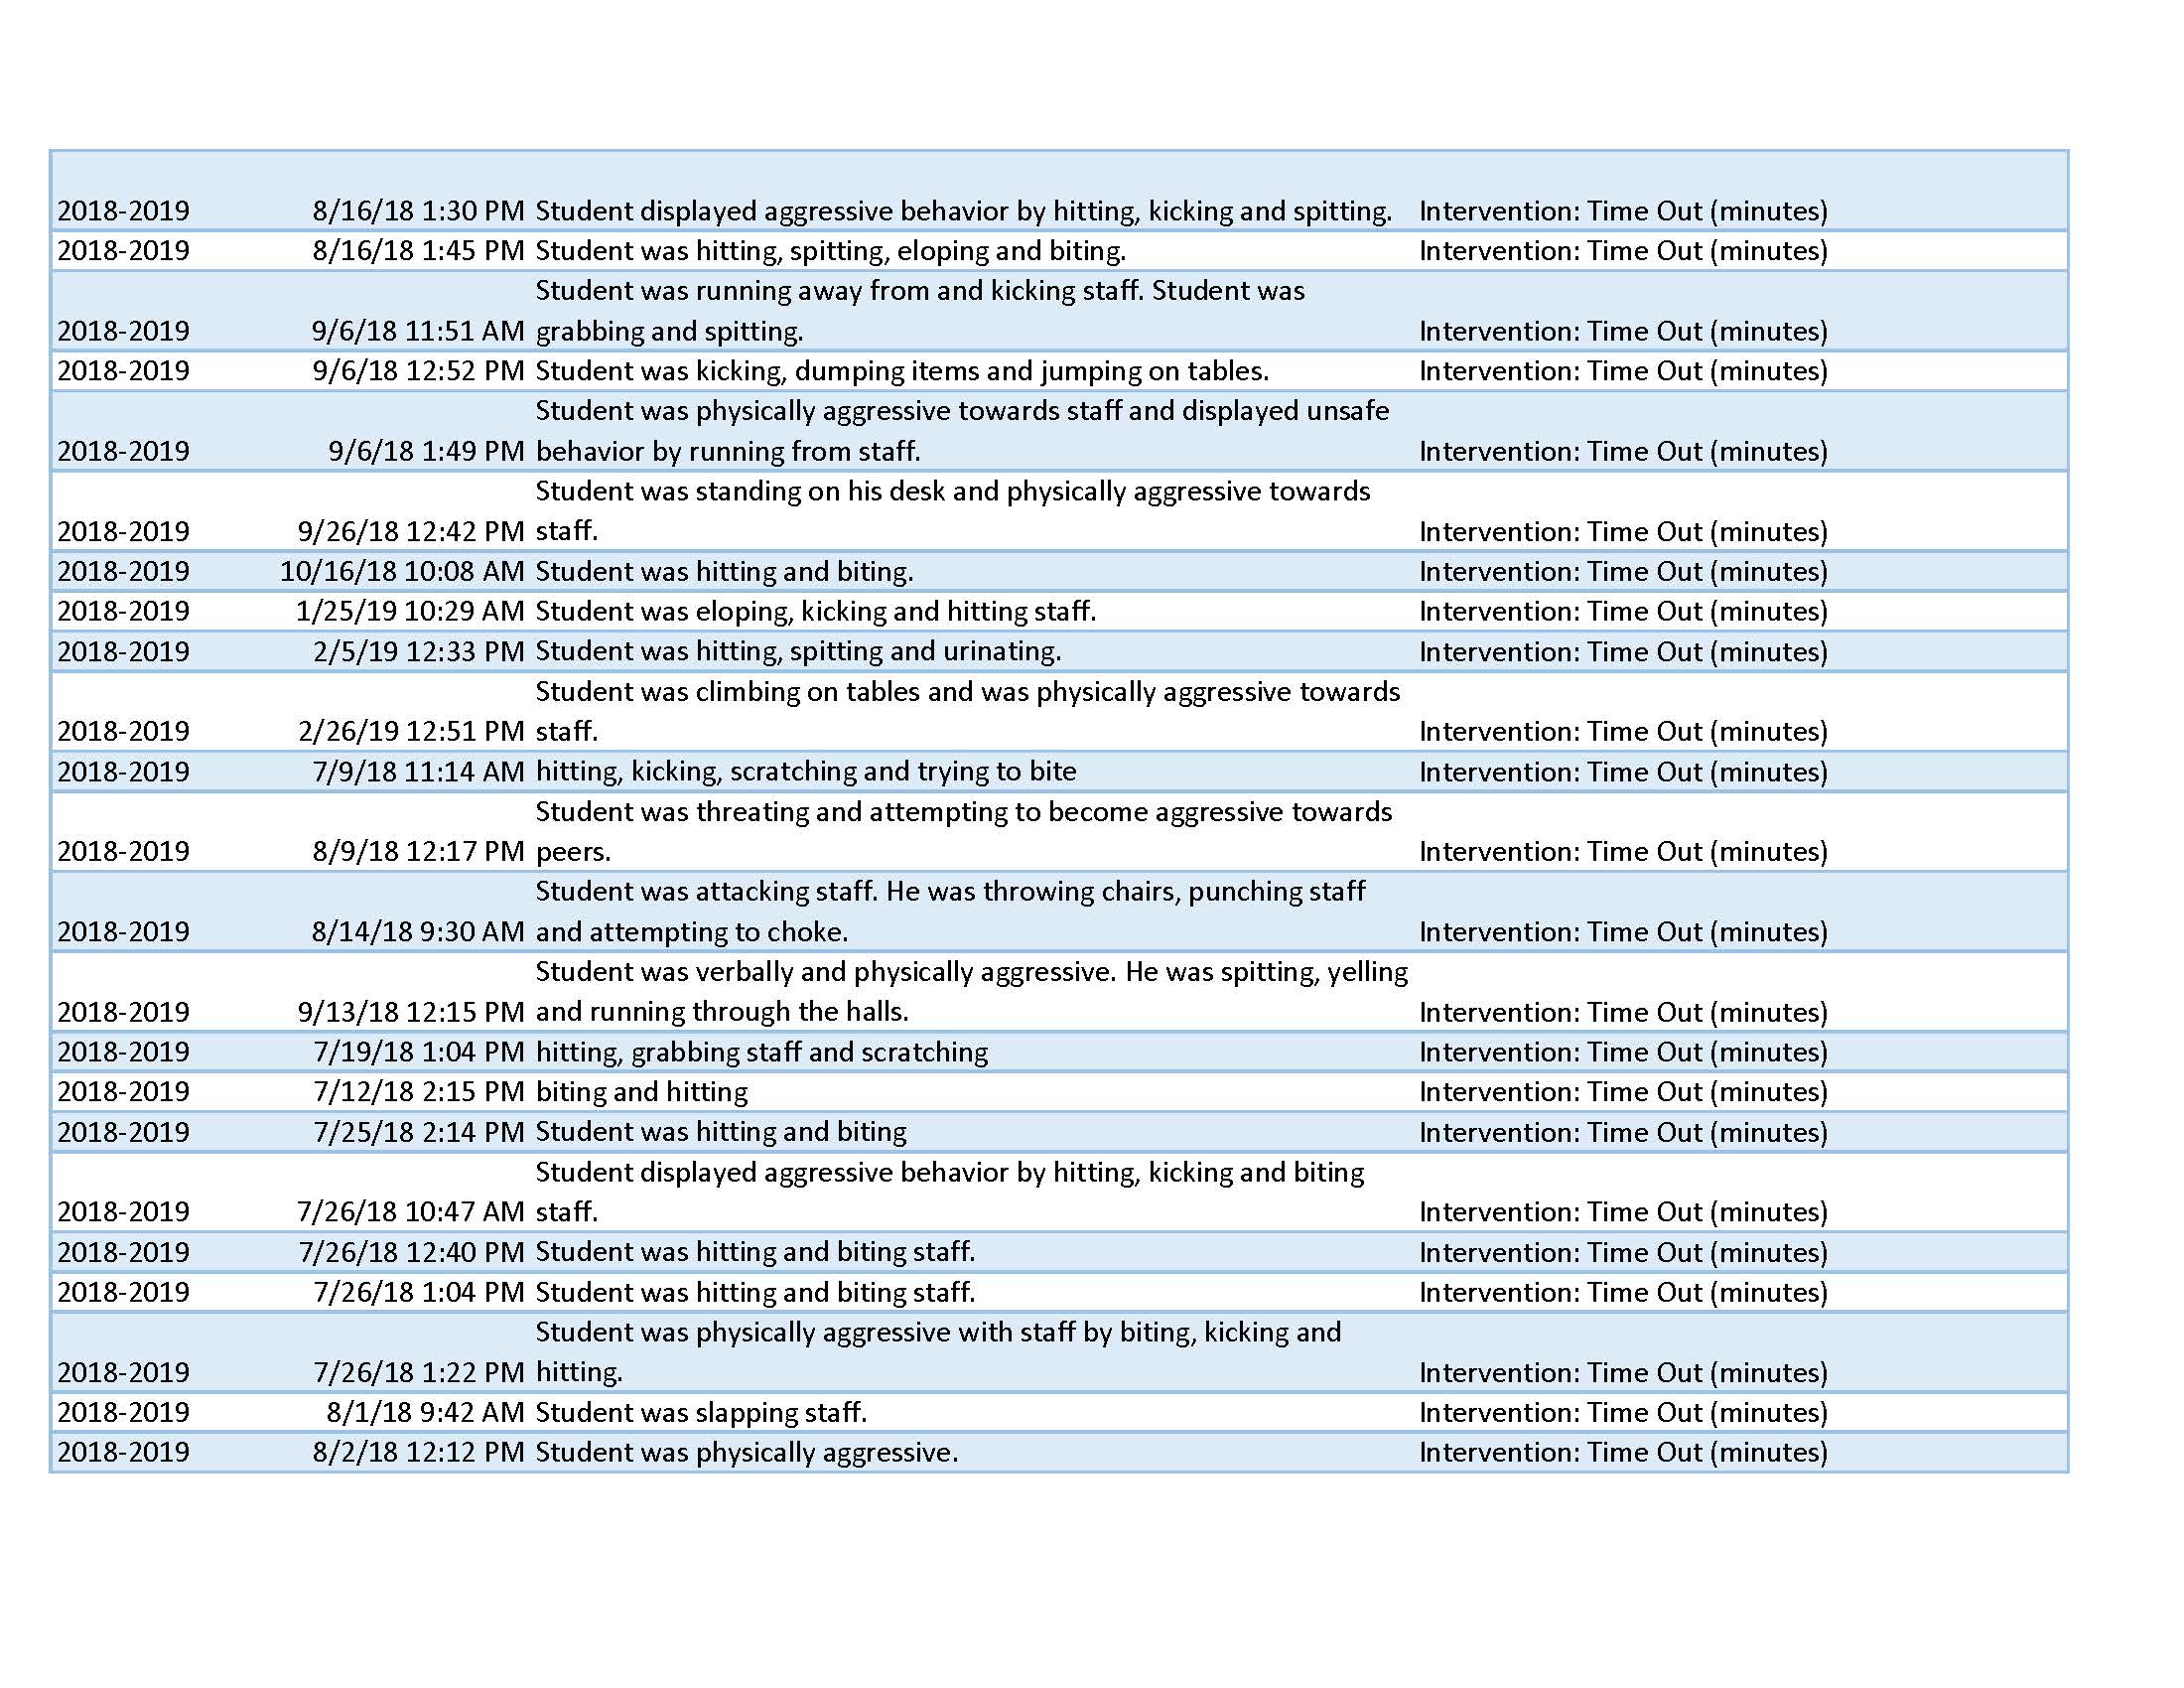 2018-2019 8/16/18 1:30 PM Student displayed aggressive behavior by hitting, kicking and spitting. Intervention: Time Out (minutes)
2018-2019 8/16/18 1:45 PM Student was hitting, spitting, eloping and biting. Intervention: Time Out (minutes)
Student was running away from and kicking staff. Student was
2018-2019 9/6/18 11:51 AM grabbing and spitting. Intervention: Time Out (minutes)
2018-2019 9/6/18 12:52 PM Student was kicking, dumping items and jumping on tables. Intervention: Time Out (minutes)
Student was physically aggressive towards staff and displayed unsafe
2018-2019 9/6/18 1:49 PM behavior by running from staff. Intervention: Time Out (minutes)
Student was standing on his desk and physically aggressive towards
2018-2019 9/26/18 12:42 PM staff. Intervention: Time Out (minutes)
2018-2019 10/16/18 10:08 AM Student was hitting and biting. Intervention: Time Out (minutes)
2018-2019 1/25/19 10:29 AM Student was eloping, kicking and hitting staff. Intervention: Time Out (minutes)
2018-2019 2/5/19 12:33 PM Student was hitting, spitting and urinating. Intervention: Time Out (minutes)
Student was climbing on tables and was physically aggressive towards
2018-2019 2/26/19 12:51 PM staff. Intervention: Time Out (minutes)
2018-2019 7/9/18 11:14 AM hitting, kicking, scratching and trying to bite Intervention: Time Out (minutes)
Student was threating and attempting to become aggressive towards
2018-2019 8/9/18 12:17 PM peers. Intervention: Time Out (minutes)
Student was attacking staff. He was throwing chairs, punching staff
2018-2019 8/14/18 9:30 AM and attempting to choke. Intervention: Time Out (minutes)
Student was verbally and physically aggressive. He was spitting, yelling
2018-2019 9/13/18 12:15 PM and running through the halls. Intervention: Time Out (minutes)
2018-2019 7/19/18 1:04 PM hitting, grabbing staff and scratching Intervention: Time Out (minutes)
2018-2019 7/12/18 2:15 PM biting and hitting Intervention: Time Out (minutes)
2018-2019 7/25/18 2:14 PM Student was hitting and biting Intervention: Time Out (minutes)
Student displayed aggressive behavior by hitting, kicking and biting
2018-2019 7/26/18 10:47 AM staff. Intervention: Time Out (minutes)
2018-2019 7/26/18 12:40 PM Student was hitting and biting staff. Intervention: Time Out (minutes)
2018-2019 7/26/18 1:04 PM Student was hitting and biting staff. Intervention: Time Out (minutes)
Student was physically aggressive with staff by biting, kicking and
2018-2019 7/26/18 1:22 PM hitting. Intervention: Time Out (minutes)
2018-2019 8/1/18 9:42 AM Student was slapping staff. Intervention: Time Out (minutes)
2018-2019 8/2/18 12:12 PM Student was physically aggressive. Intervention: Time Out (minutes)